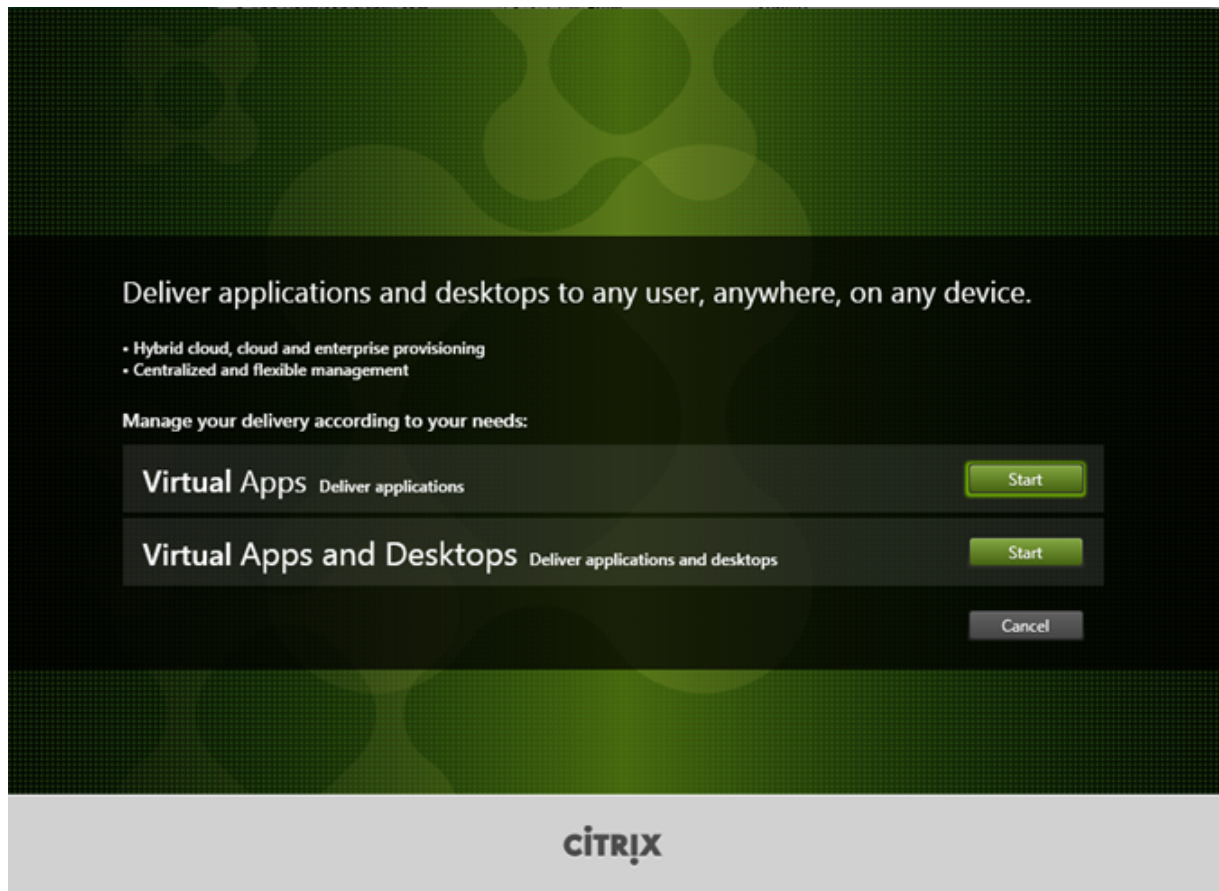 Deliver applications and desktops to any user, anywhere, on any device.
• Hybrid cloud, cloud and enterprise provisioning
• Centralized and flexible management
Manage your delivery according to your needs:
Virtual Apps Deliver applications
Start
Virtual Apps and Desktops Deliver applications and desktops
Start
Cancel
CİTRỊX